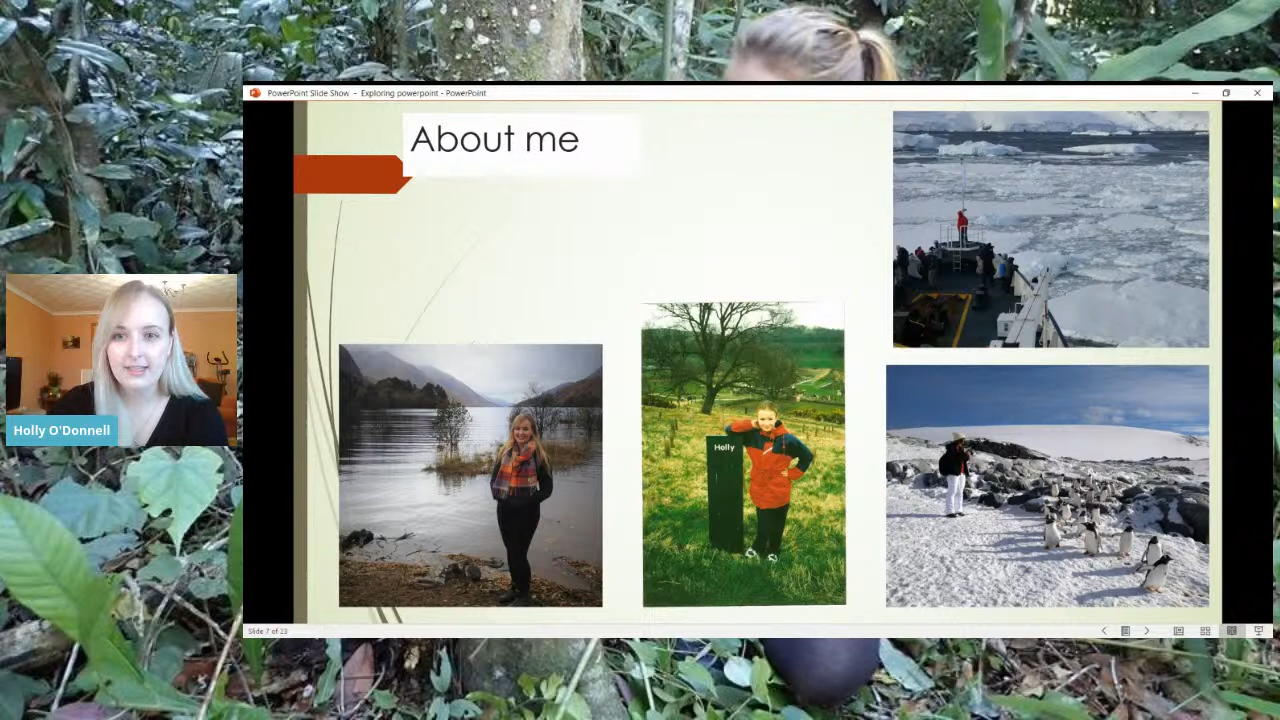 PowerPoint Slide Show - Exploring powerpoint - PowerPoint
About me
Holly
Holly O'Donnell
Slide 7 of 23